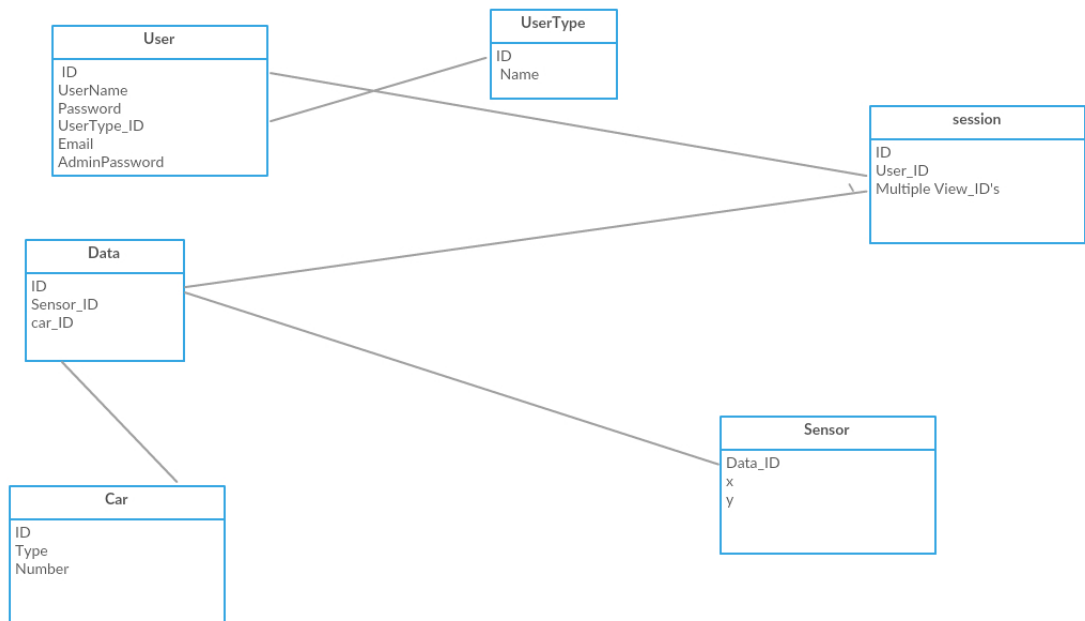 User
ID
UserName
Password
UserType_ID
Email
AdminPassword
UserType
ID
Name
session
ID
User_ID
Multiple View_ID's
Data
ID
Sensor_ID
car_ID
Sensor
Data_ID
x
y
Car
ID
Type
Number